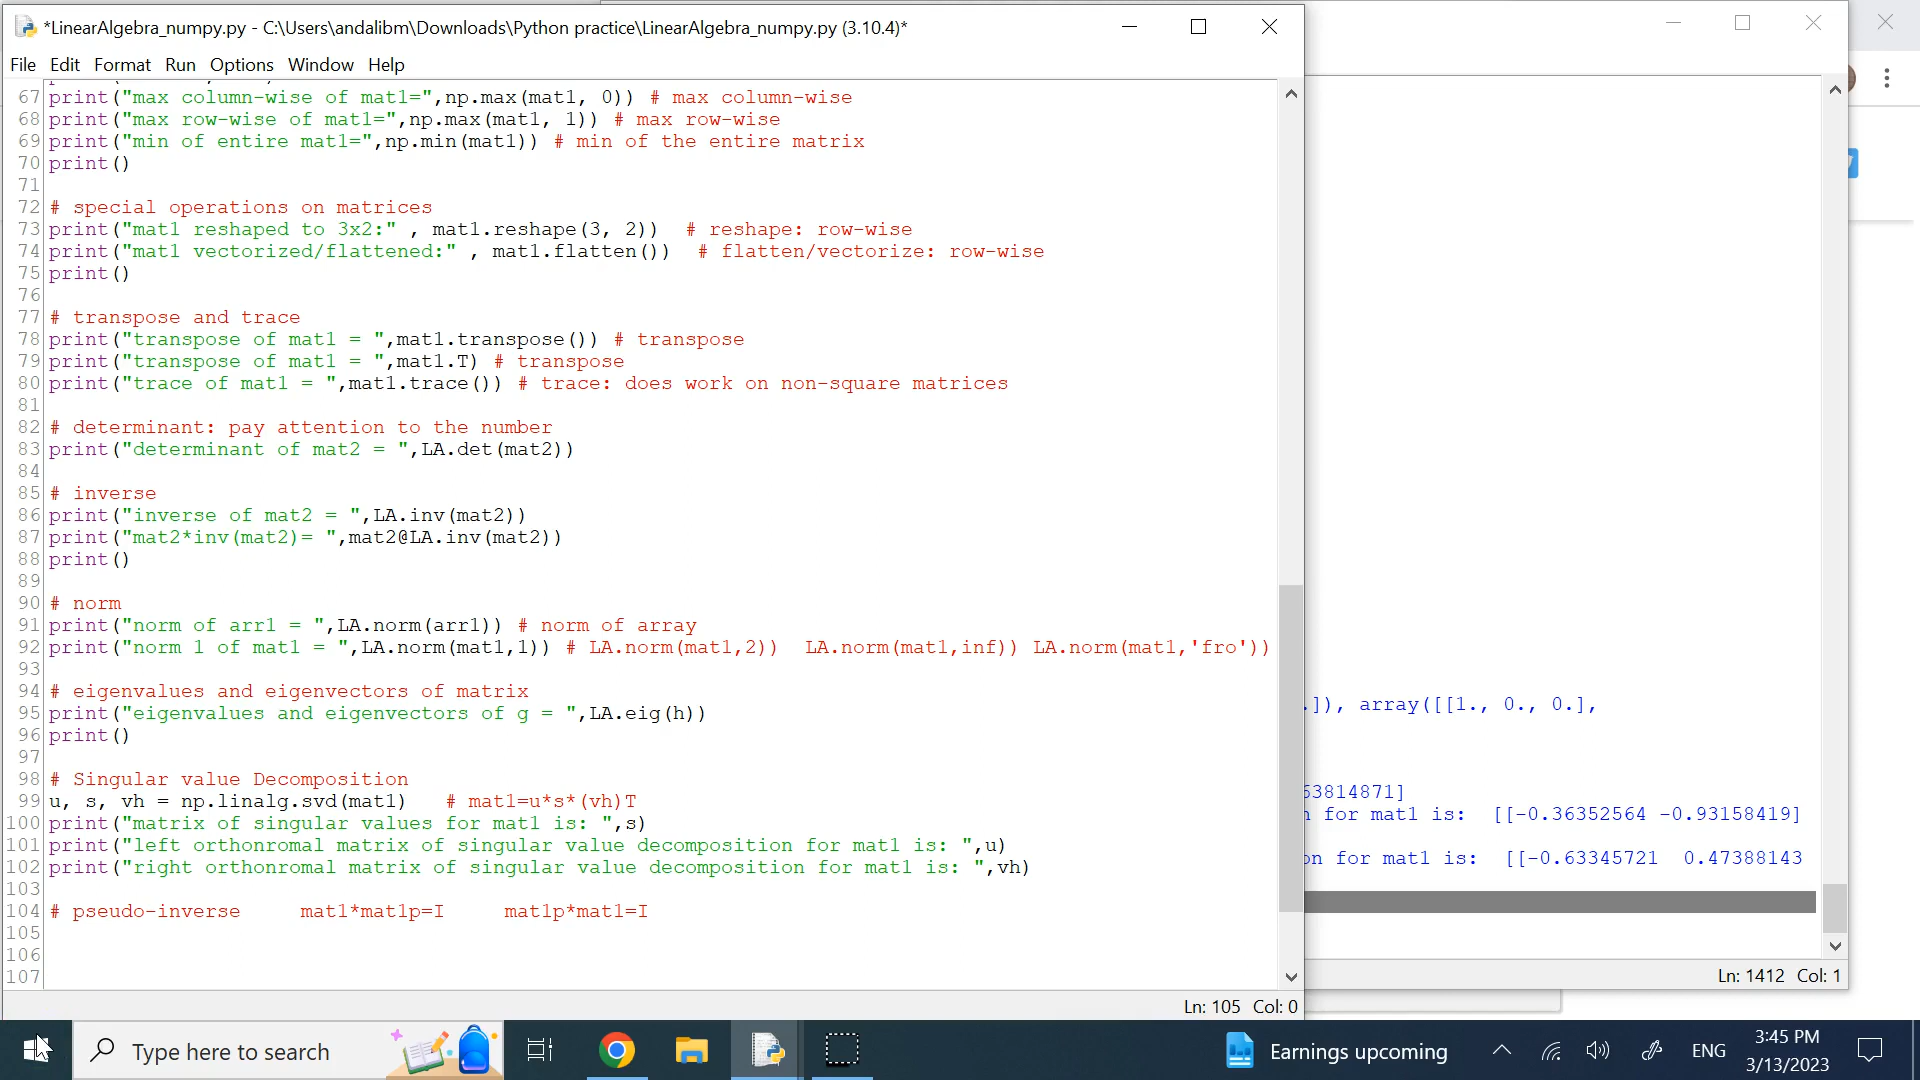 *LinearAlgebra_numpy.py - C:\Users\andalibm\Downloads\Python practice\LinearAlgebra_numpy.py (3.10.4)*
File Edit Format Run Options Window Help
67 print("max column-wise of mat1=",np.max(mat1, 0)) # max column-wise
68 print("max row-wise of mat1=",np.max(mat1, 1)) # max row-wise
69 print("min of entire mat1=",np.min(mat1)) # min of the entire matrix
70 print()
71
72 # special operations on matrices
73 print("mat1 reshaped to 3x2:" , mat1.reshape(3, 2))  # reshape: row-wise
74 print("mat1 vectorized/flattened:" , mat1.flatten())  # flatten/vectorize: row-wise
75 print()
76
77 # transpose and trace
78 print("transpose of mat1 = ",mat1.transpose()) # transpose
79 print("transpose of mat1 = ",mat1.T) # transpose
80 print("trace of mat1 = ",mat1.trace()) # trace: does work on non-square matrices
81
82 # determinant: pay attention to the number
83 print("determinant of mat2 = ",LA.det(mat2))
84
85 # inverse
86 print("inverse of mat2 = ",LA.inv(mat2))
87 print("mat2*inv(mat2)= ",mat2@LA.inv(mat2))
88 print()
89
90 # norm
91 print("norm of arr1 = ",LA.norm(arr1)) # norm of array
92 print("norm 1 of mat1 = ",LA.norm(mat1,1)) # LA.norm(mat1,2))  LA.norm(mat1,inf)) LA.norm(mat1,'fro'))
93
94 # eigenvalues and eigenvectors of matrix
95 print("eigenvalues and eigenvectors of g = ",LA.eig(h))
96 print()
97
98 # Singular value Decomposition
99 u, s, vh = np.linalg.svd(mat1)   # mat1=u*s*(vh)T
100 print("matrix of singular values for mat1 is: ",s)
101 print("left orthonromal matrix of singular value decomposition for mat1 is: ",u)
102 print("right orthonromal matrix of singular value decomposition for mat1 is: ",vh)
103
104 # pseudo-inverse     mat1*mat1p=I     mat1p*mat1=I
105
106
107
Ln: 105 Col: 0
.]), array([[1., 0., 0.],
63814871]
for mat1 is:  [[-0.36352564 -0.93158419]
on for mat1 is:  [[-0.63345721  0.47388143
Ln: 1412 Col: 1
Type here to search
Earnings upcoming
ENG
3:45 PM
3/13/2023